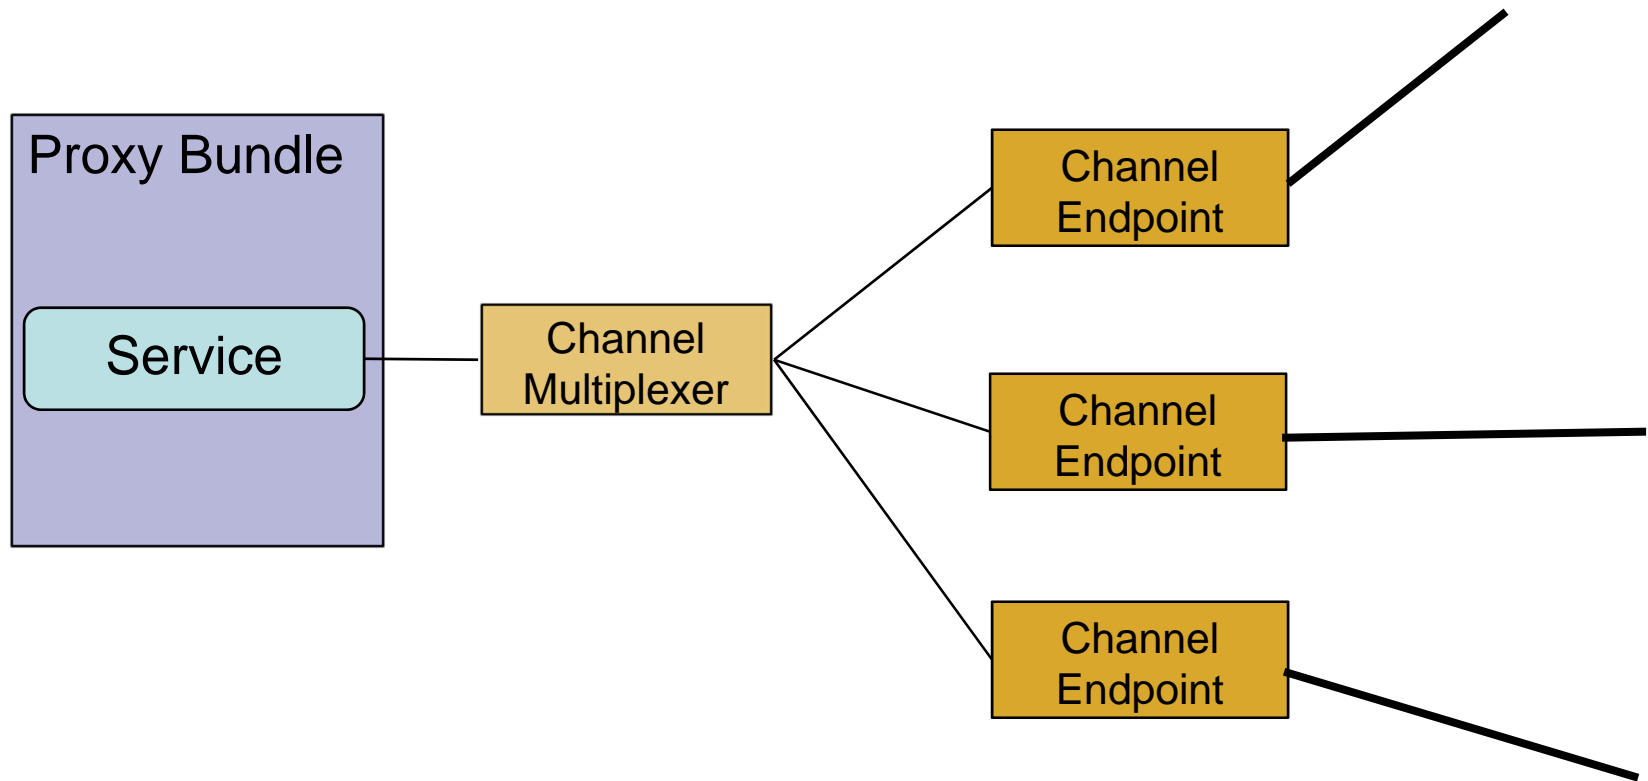 Proxy Bundle
Service
Channel
Multiplexer
Channel
Endpoint
Channel
Endpoint
Channel
Endpoint